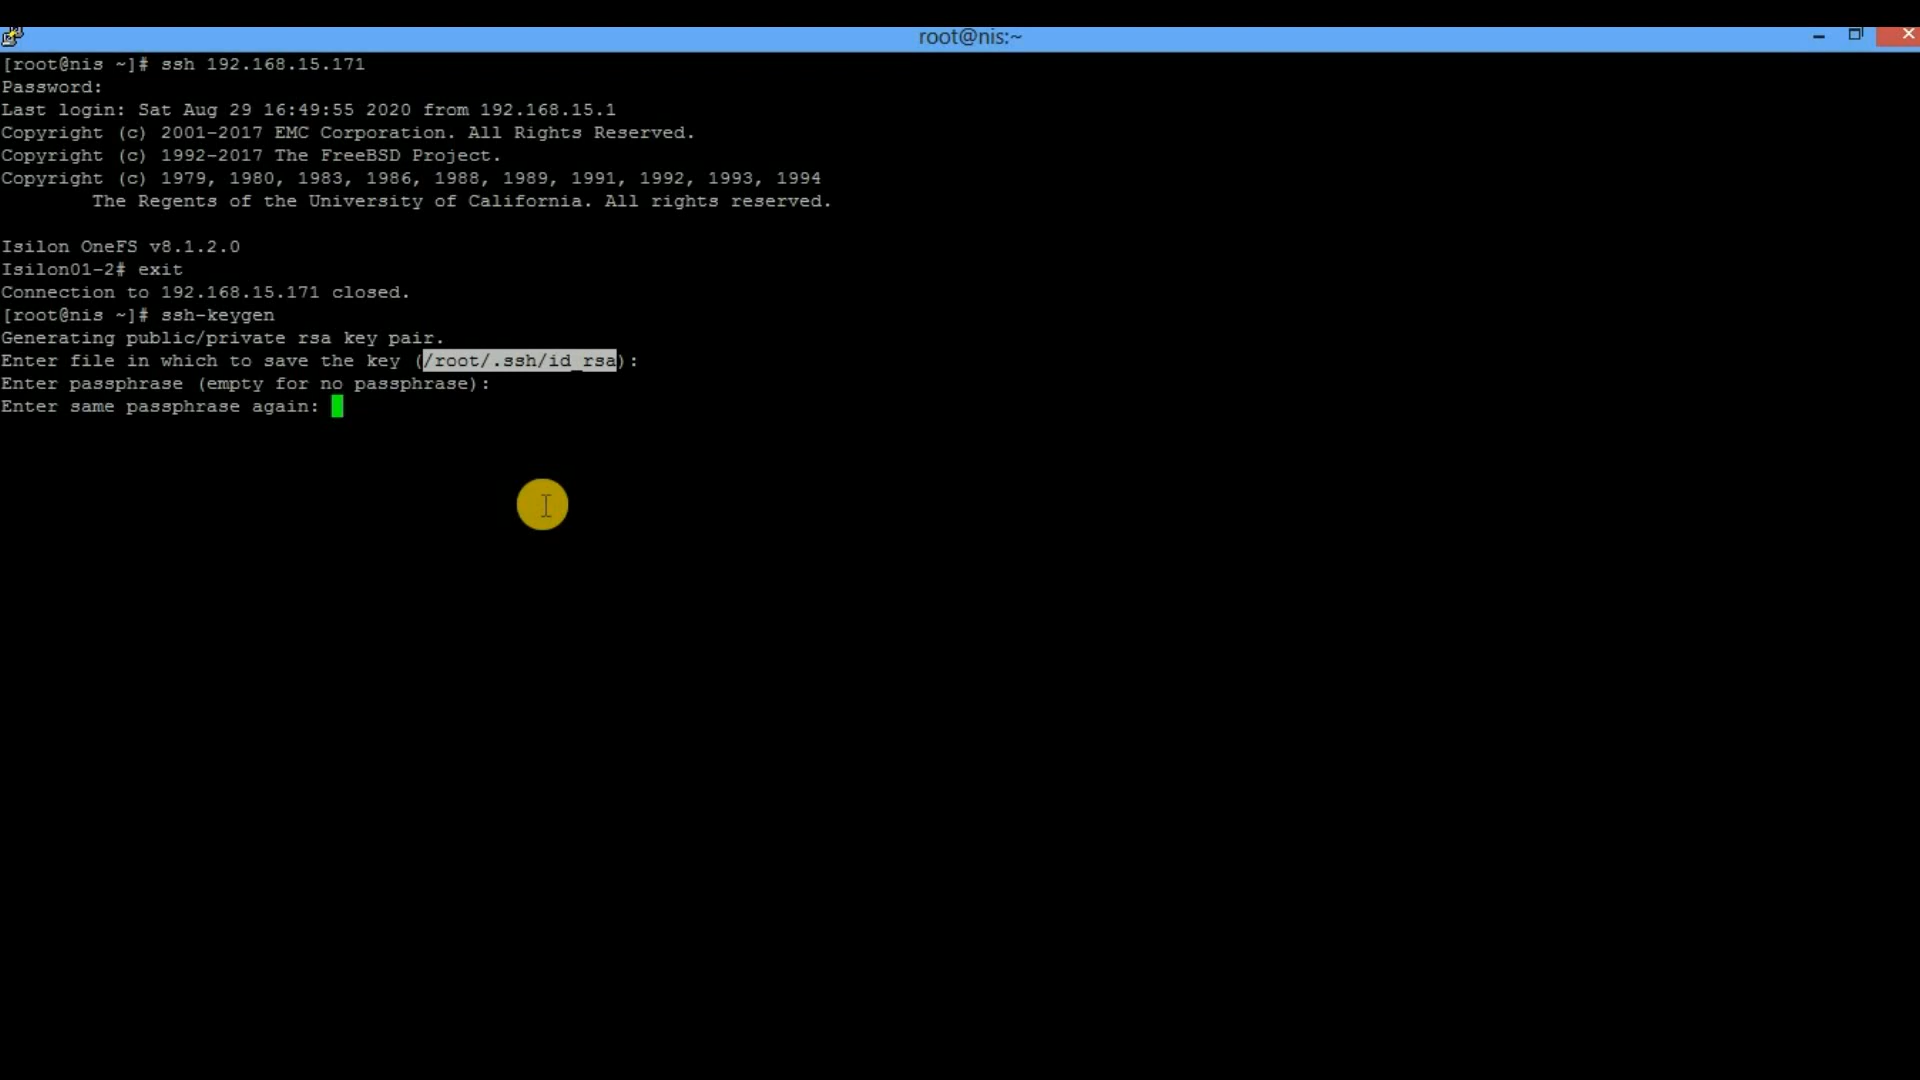 root@nis:~
[root@nis ~]# ssh 192.168.15.171
Password:
Last login: Sat Aug 29 16:49:55 2020 from 192.168.15.1
Copyright (c) 2001-2017 EMC Corporation. All Rights Reserved.
Copyright (c) 1992-2017 The FreeBSD Project.
Copyright (c) 1979, 1980, 1983, 1986, 1988, 1989, 1991, 1992, 1993, 1994
The Regents of the University of California. All rights reserved.
Isilon OneFS v8.1.2.0
Isilon01-2# exit
Connection to 192.168.15.171 closed.
[root@nis ~]# ssh-keygen
Generating public/private rsa key pair.
Enter file in which to save the key (/root/.ssh/id_rsa):
Enter passphrase (empty for no passphrase):
Enter same passphrase again: